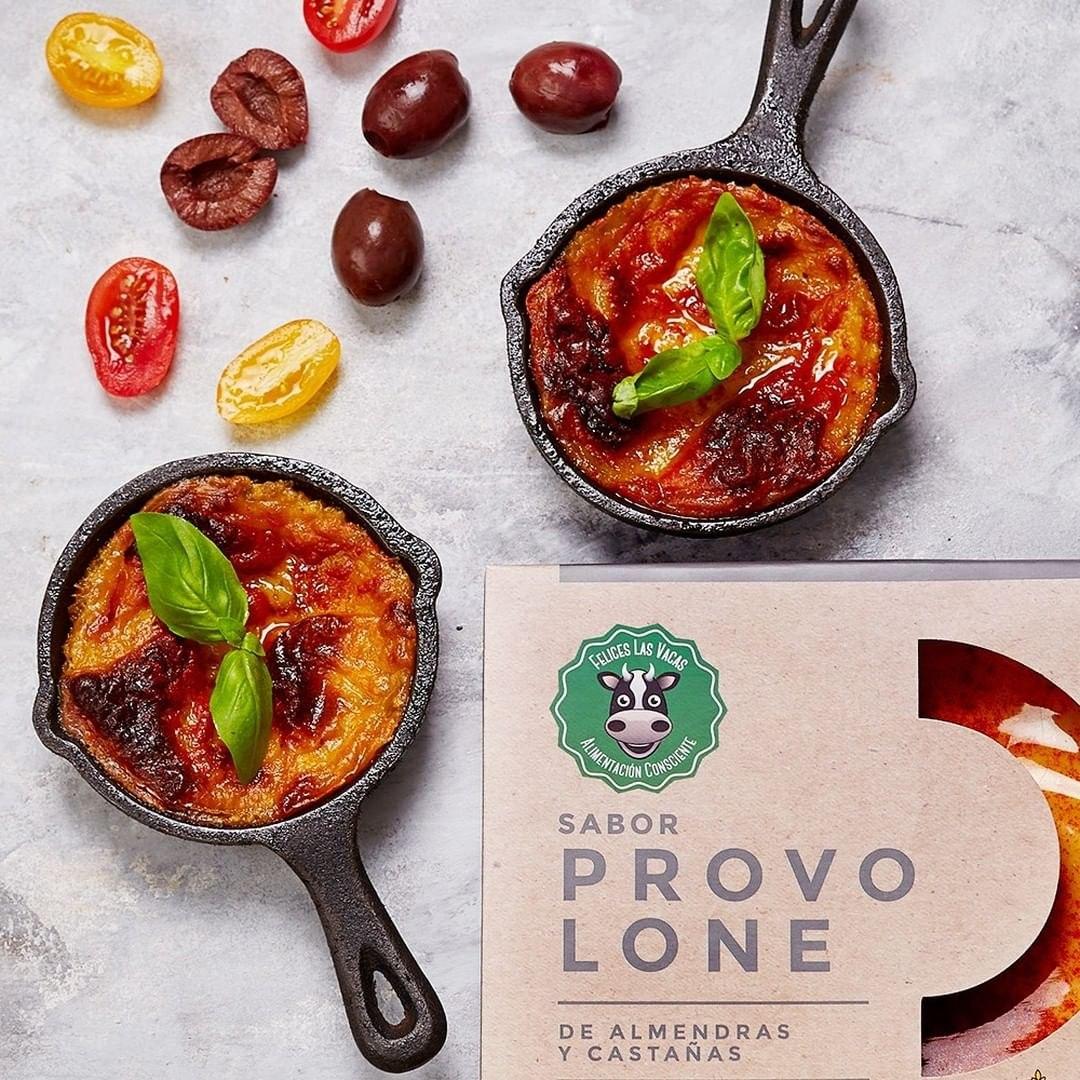 FELICES LAS VACAS
ALIMENTACIÓN CONSCIENTE
SABOR
PROVO
LONE
DE ALMENDRAS
Y CASTAÑAS